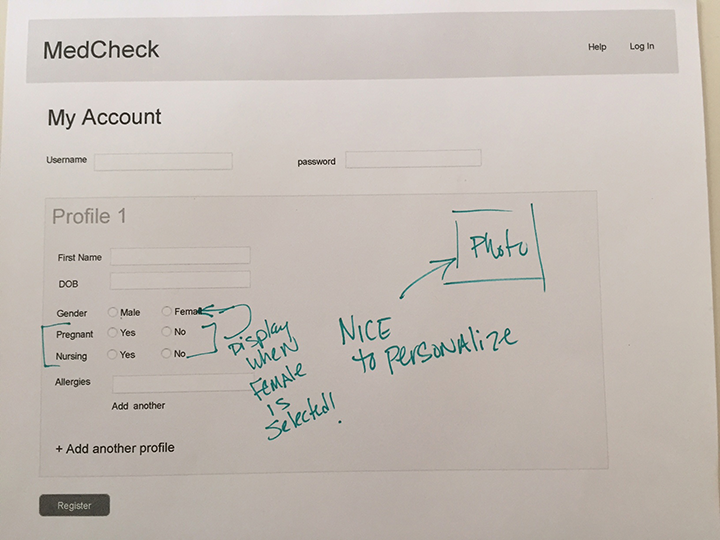 MedCheck
Help Log In
My Account
Username password
Profile 1
Photo
First Name
DOB
Gender Male Femal
Pregnant Yes No
Nursing Yes No
Display
when
Female
is
Selected!
NICE
to Personalize
Allergies
Add another
+ Add another profile
Register